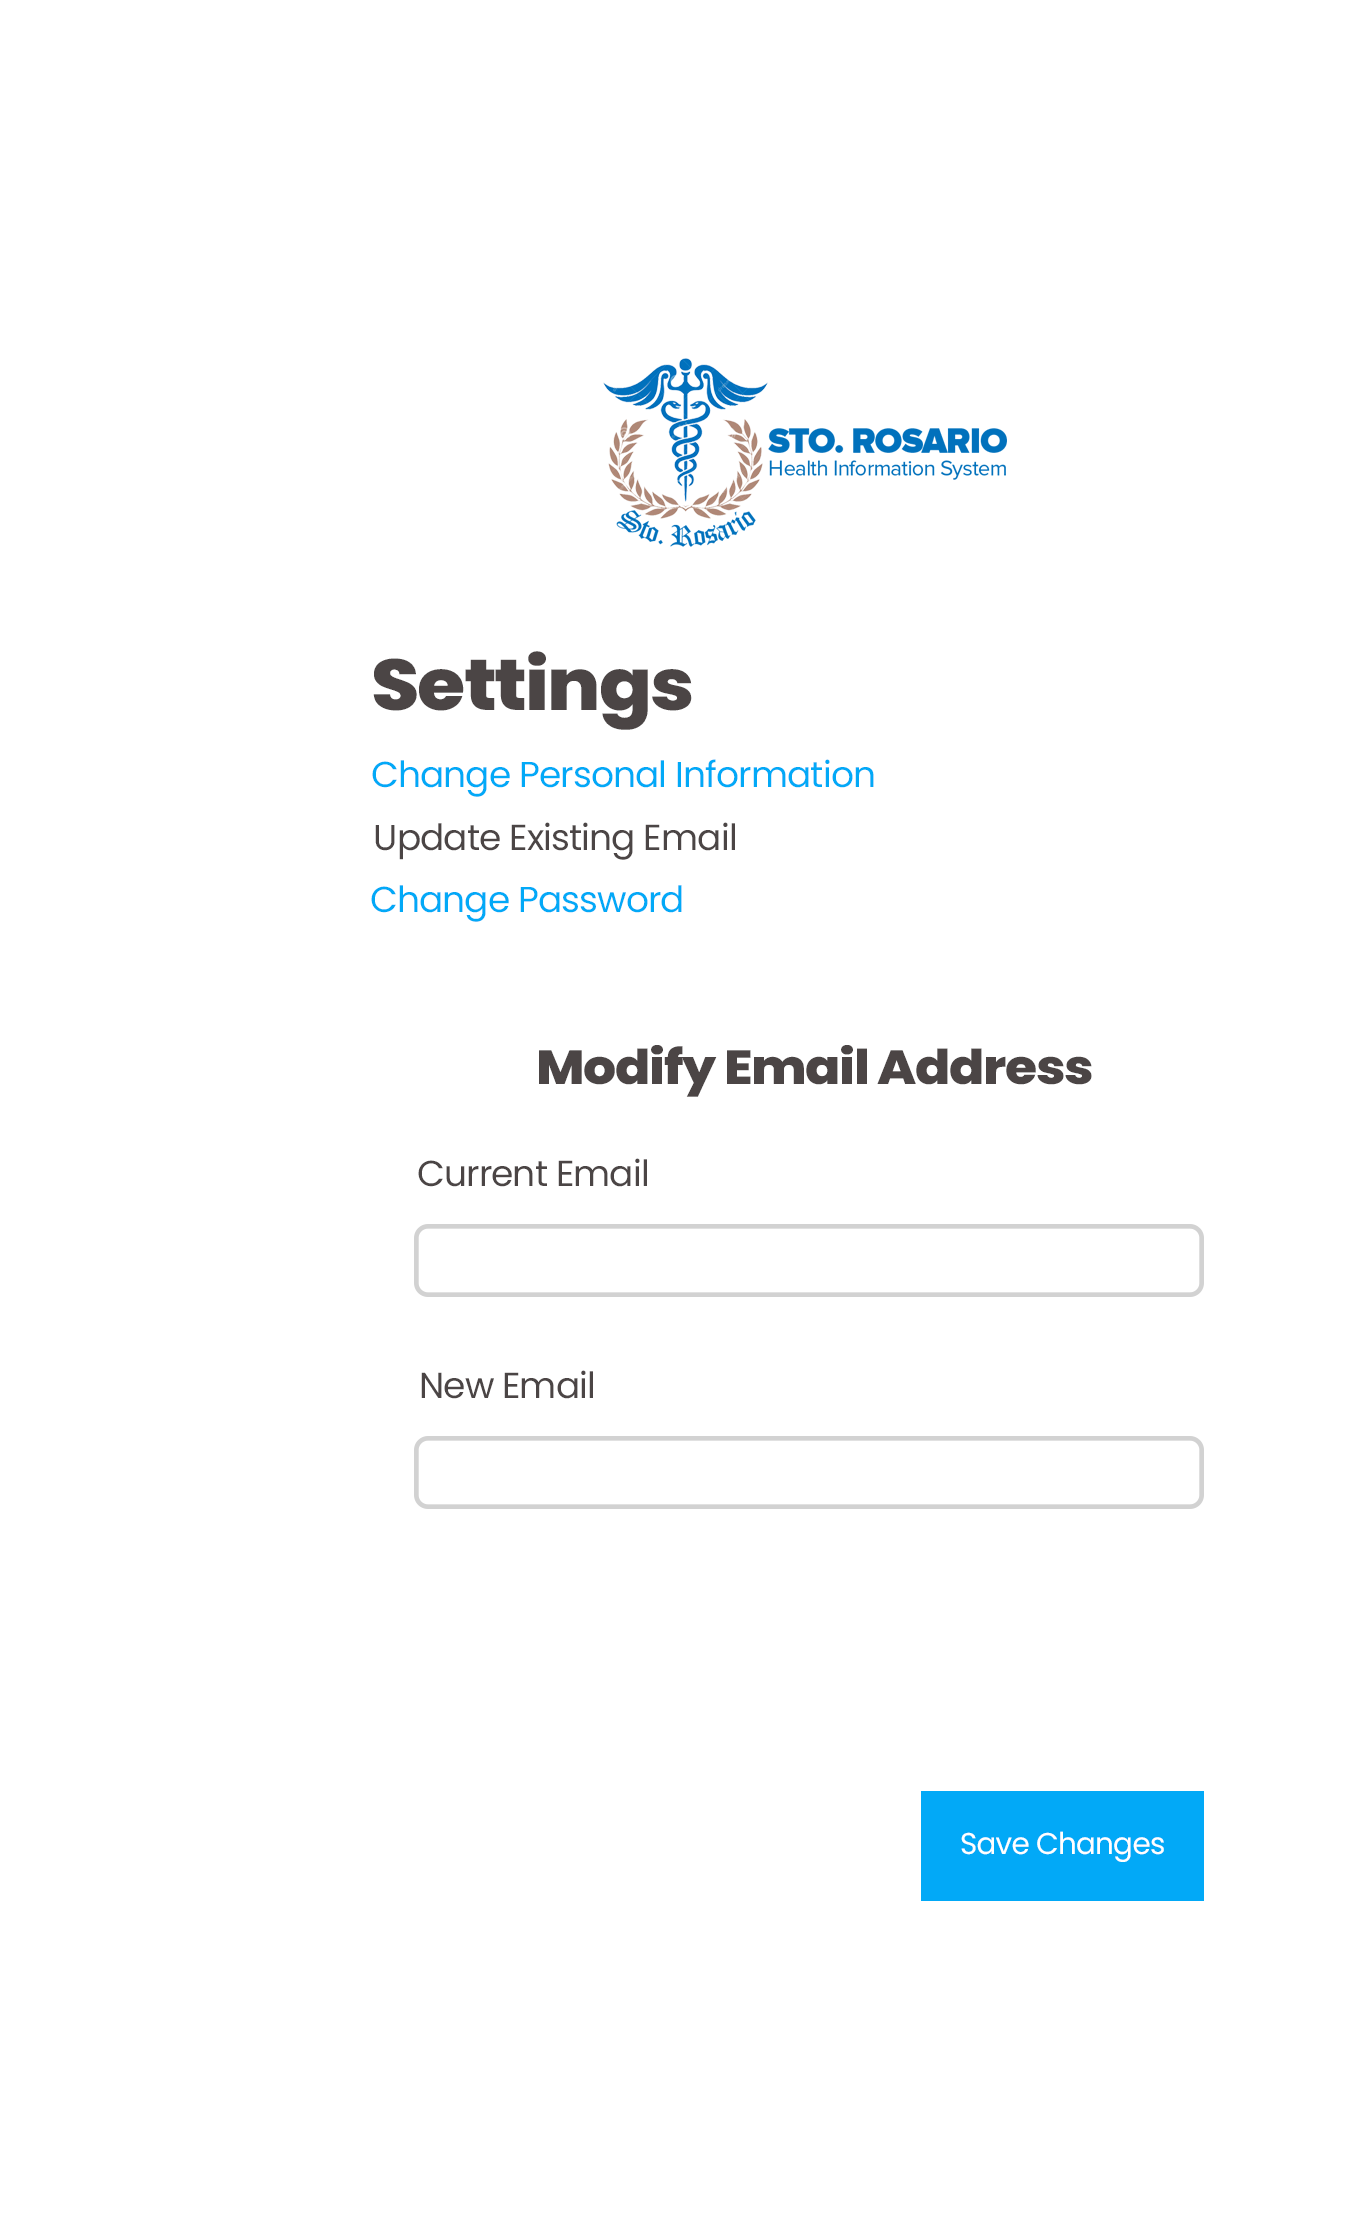 STO. ROSARIO
Health Information System
Sto. Rosario
Settings
Change Personal Information
Update Existing Email
Change Password
Modify Email Address
Current Email
New Email
Save Changes